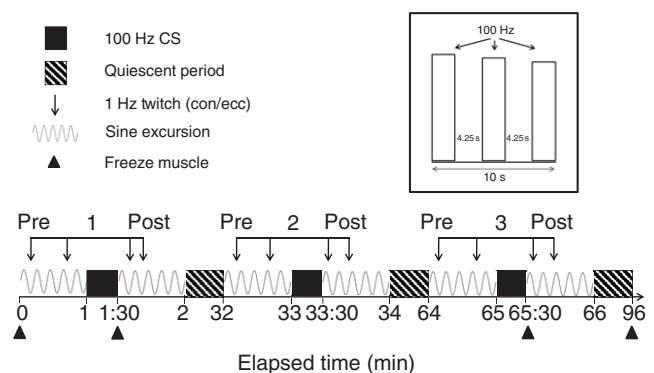 100 Hz CS
Quiescent period
1 Hz twitch (con/ecc)
Sine excursion
Freeze muscle
100 Hz
4.25 s 4.25 s
10 s
Pre 1 Post Pre 2 Post Pre 3 Post
0 1 1:30 2 32 33 33:30 34 64 65 65:30 66 96
Elapsed time (min)